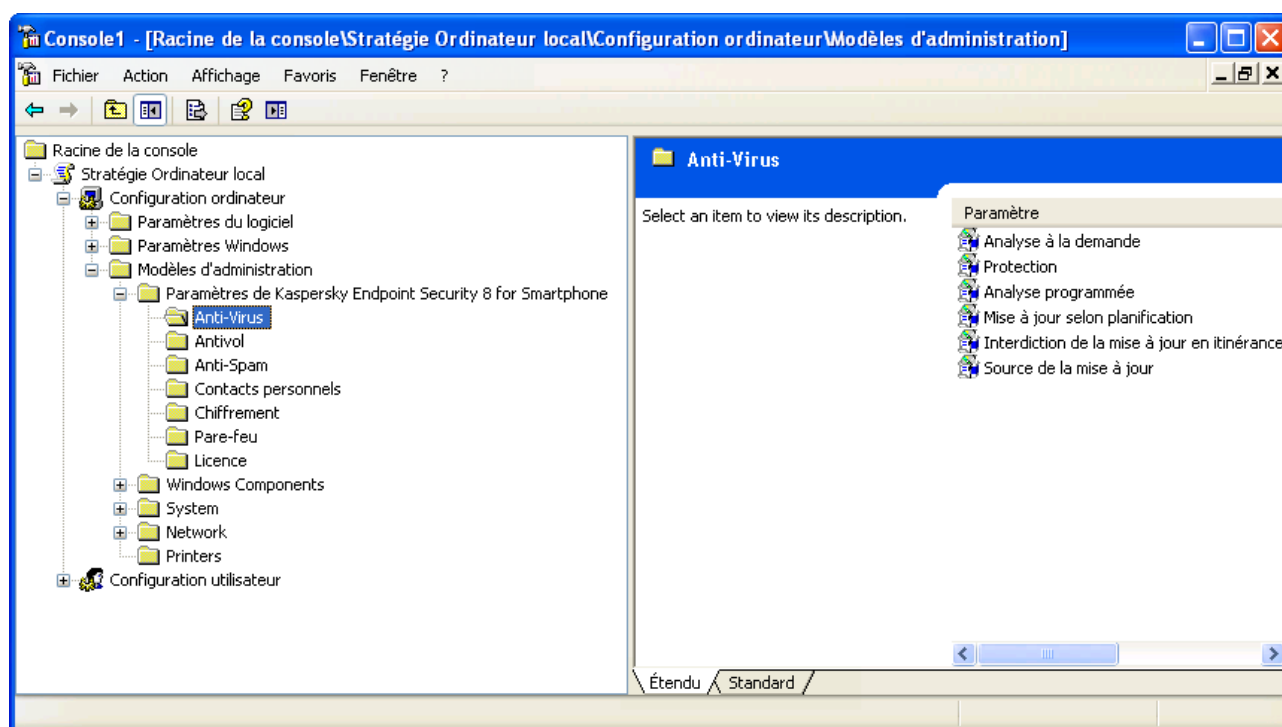 Console1 - [Racine de la console\Stratégie Ordinateur local\Configuration ordinateur\Modèles d'administration]
Fichier Action Affichage Favoris Fenêtre ?
Racine de la console
Stratégie Ordinateur local
Configuration ordinateur
Paramètres du logiciel
Paramètres Windows
Modèles d'administration
Paramètres de Kaspersky Endpoint Security 8 for Smartphone
Anti-Virus
Antivol
Anti-Spam
Contacts personnels
Chiffrement
Pare-feu
Licence
Windows Components
System
Network
Printers
Configuration utilisateur
Anti-Virus
Select an item to view its description.
Paramètre
Analyse à la demande
Protection
Analyse programmée
Mise à jour selon planification
Interdiction de la mise à jour en itinérance
Source de la mise à jour
Étendu Standard